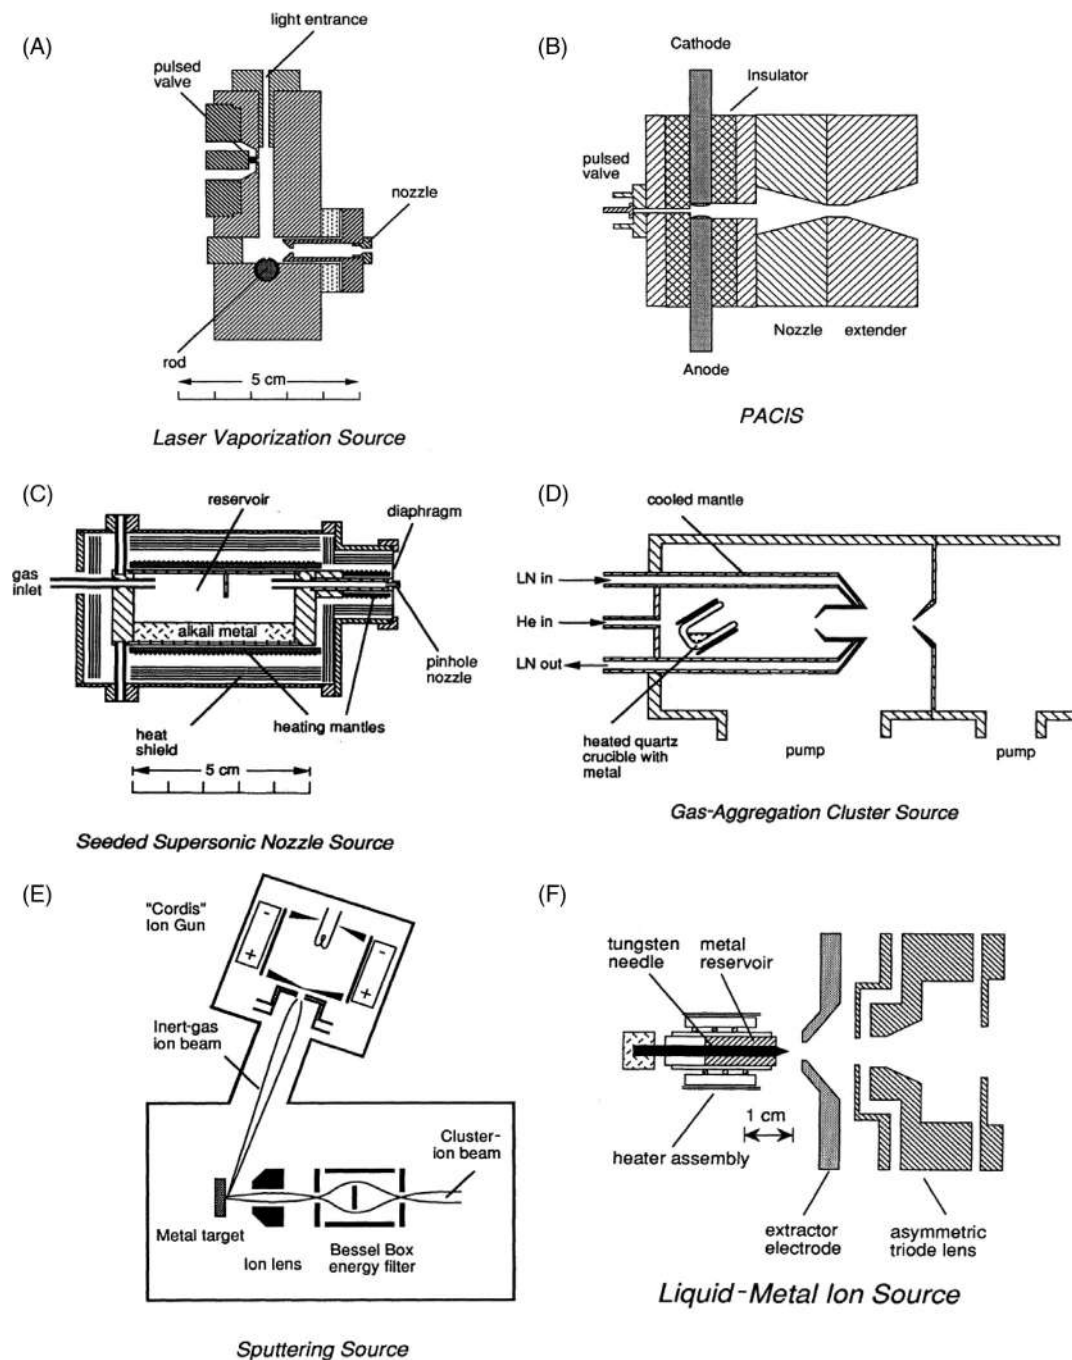 (A)
light entrance
pulsed
valve
nozzle
rod
5 cm
Laser Vaporization Source
(B)
Cathode
Insulator
pulsed
valve
Nozzle
extender
Anode
PACIS
(C)
reservoir
diaphragm
gas
inlet
alkali metal
pinhole
nozzle
heating mantles
heat
shield
5 cm
Seeded Supersonic Nozzle Source
(D)
cooled mantle
LN in
He in
LN out
heated quartz
crucible with
metal
pump
pump
Gas-Aggregation Cluster Source
(E)
"Cordis"
Ion Gun
-
+
-
+
Inert-gas
ion beam
Cluster-
ion beam
Metal target
Ion lens
Bessel Box
energy filter
Sputtering Source
(F)
tungsten
needle
metal
reservoir
1 cm
heater assembly
extractor
electrode
asymmetric
triode lens
Liquid-Metal Ion Source